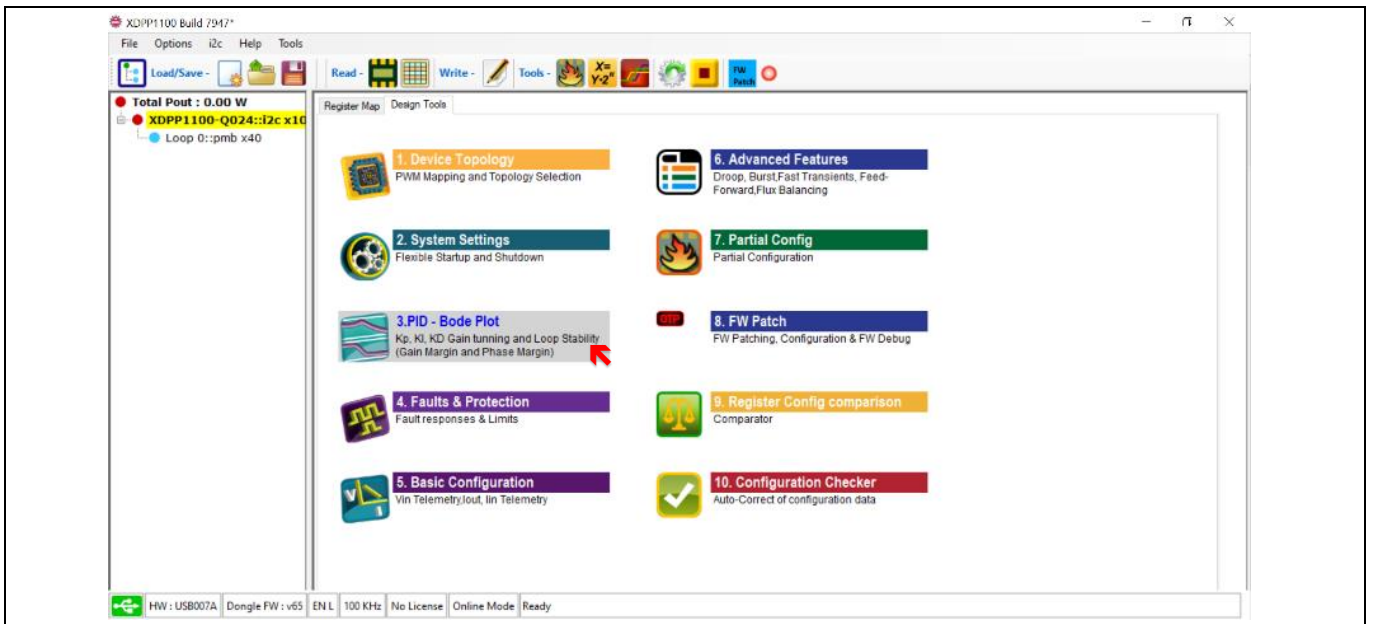 XDPP1100 Build 7947*
File Options i2c Help Tools
Load/Save - Read - Write - Tools - X= Y-2" FW Patch
Total Pout : 0.00 W
XDPP1100-Q024::i2c x10
Loop 0::pmb x40
Register Map Design Tools
1. Device Topology
PWM Mapping and Topology Selection
2. System Settings
Flexible Startup and Shutdown
3.PID - Bode Plot
Kp, KI, KD Gain tunning and Loop Stability
(Gain Margin and Phase Margin)
4. Faults & Protection
Fault responses & Limits
5. Basic Configuration
Vin Telemetry,Iout, Iin Telemetry
6. Advanced Features
Droop, Burst,Fast Transients, Feed-
Forward,Flux Balancing
7. Partial Config
Partial Configuration
OTP
8. FW Patch
FW Patching, Configuration & FW Debug
9. Register Config comparison
Comparator
10. Configuration Checker
Auto-Correct of configuration data
HW : USB007A Dongle FW : v65 EN L 100 KHz No License Online Mode Ready